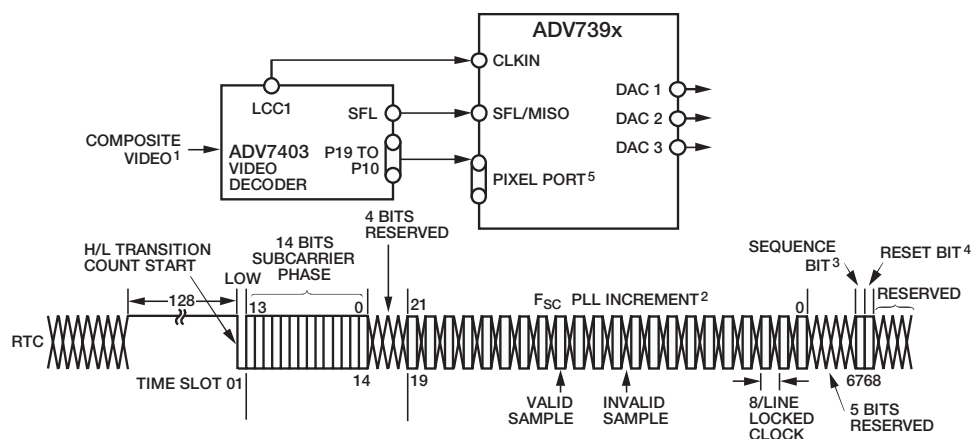 ADV739x
CLKIN
LCC1
SFL
SFL/MISO
DAC 1
DAC 2
DAC 3
COMPOSITE
VIDEO1
ADV7403
VIDEO
DECODER
P19 TO
P10
PIXEL PORT5
H/L TRANSITION
COUNT START
LOW
14 BITS
SUBCARRIER
PHASE
4 BITS
RESERVED
SEQUENCE
BIT3
RESET BIT4
RESERVED
128
13
0
21
FSC PLL INCREMENT2
0
RTC
TIME SLOT 01
14
19
6768
VALID
SAMPLE
INVALID
SAMPLE
8/LINE
LOCKED
CLOCK
5 BITS
RESERVED